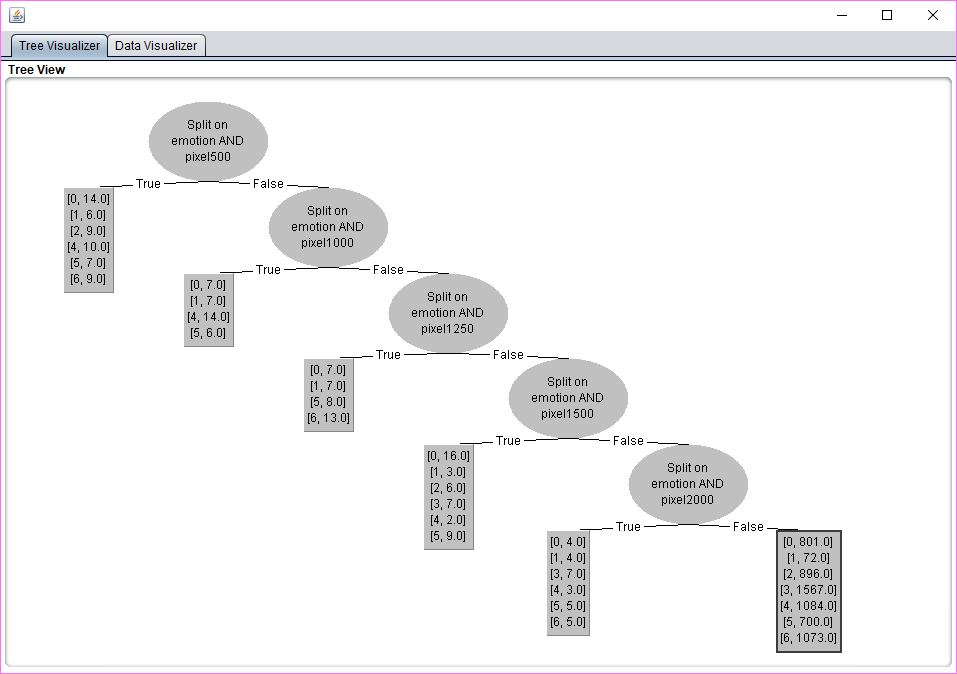 Tree Visualizer
Data Visualizer
Tree View
Split on
emotion AND
pixel500
True
False
[0, 14.0]
[1, 6.0]
[2, 9.0]
[4, 10.0]
[5, 7.0]
[6, 9.0]
Split on
emotion AND
pixel1000
True
False
[0, 7.0]
[1, 7.0]
[4, 14.0]
[5, 6.0]
Split on
emotion AND
pixel1250
True
False
[0, 7.0]
[1, 7.0]
[5, 8.0]
[6, 13.0]
Split on
emotion AND
pixel1500
True
False
[0, 16.0]
[1, 3.0]
[2, 6.0]
[3, 7.0]
[4, 2.0]
[5, 9.0]
Split on
emotion AND
pixel2000
True
False
[0, 4.0]
[1, 4.0]
[3, 7.0]
[4, 3.0]
[5, 5.0]
[6, 5.0]
[0, 801.0]
[1, 72.0]
[2, 896.0]
[3, 1567.0]
[4, 1084.0]
[5, 700.0]
[6, 1073.0]